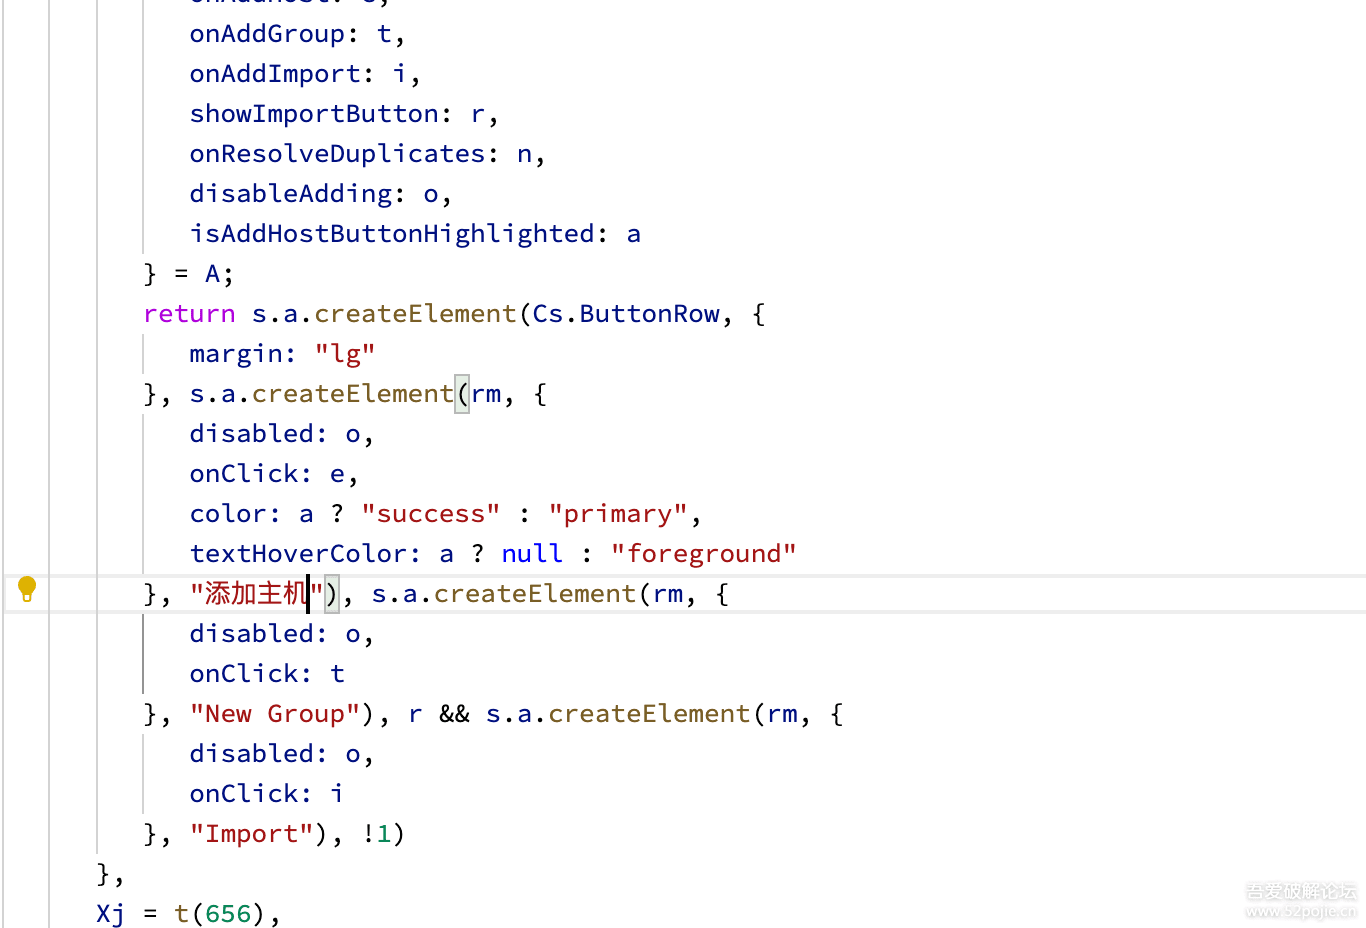 onAddGroup: t,
onAddImport: i,
showImportButton: r,
onResolveDuplicates: n,
disableAdding: o,
isAddHostButtonHighlighted: a
} = A;
return s.a.createElement(Cs.ButtonRow, {
margin: "lg"
}, s.a.createElement(rm, {
disabled: o,
onClick: e,
color: a ? "success" : "primary",
textHoverColor: a ? null : "foreground"
}, "添加主机"), s.a.createElement(rm, {
disabled: o,
onClick: t
}, "New Group"), r && s.a.createElement(rm, {
disabled: o,
onClick: i
}, "Import"), !1)
},
Xj = t(656),
吾爱破解论坛
www.52pojie.cn